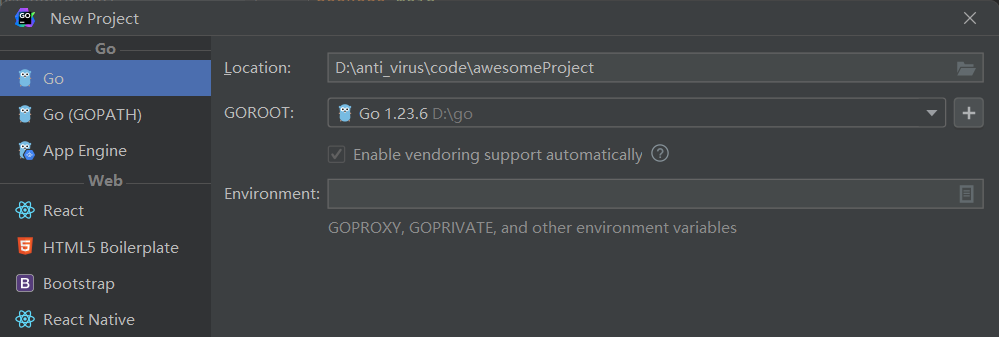 New Project
Go
Go
Go (GOPATH)
App Engine
Web
React
HTML5 Boilerplate
Bootstrap
React Native
Location: D:\anti_virus\code\awesomeProject
GOROOT: Go 1.23.6 D:\go
Enable vendoring support automatically
Environment:
GOPROXY, GOPRIVATE, and other environment variables